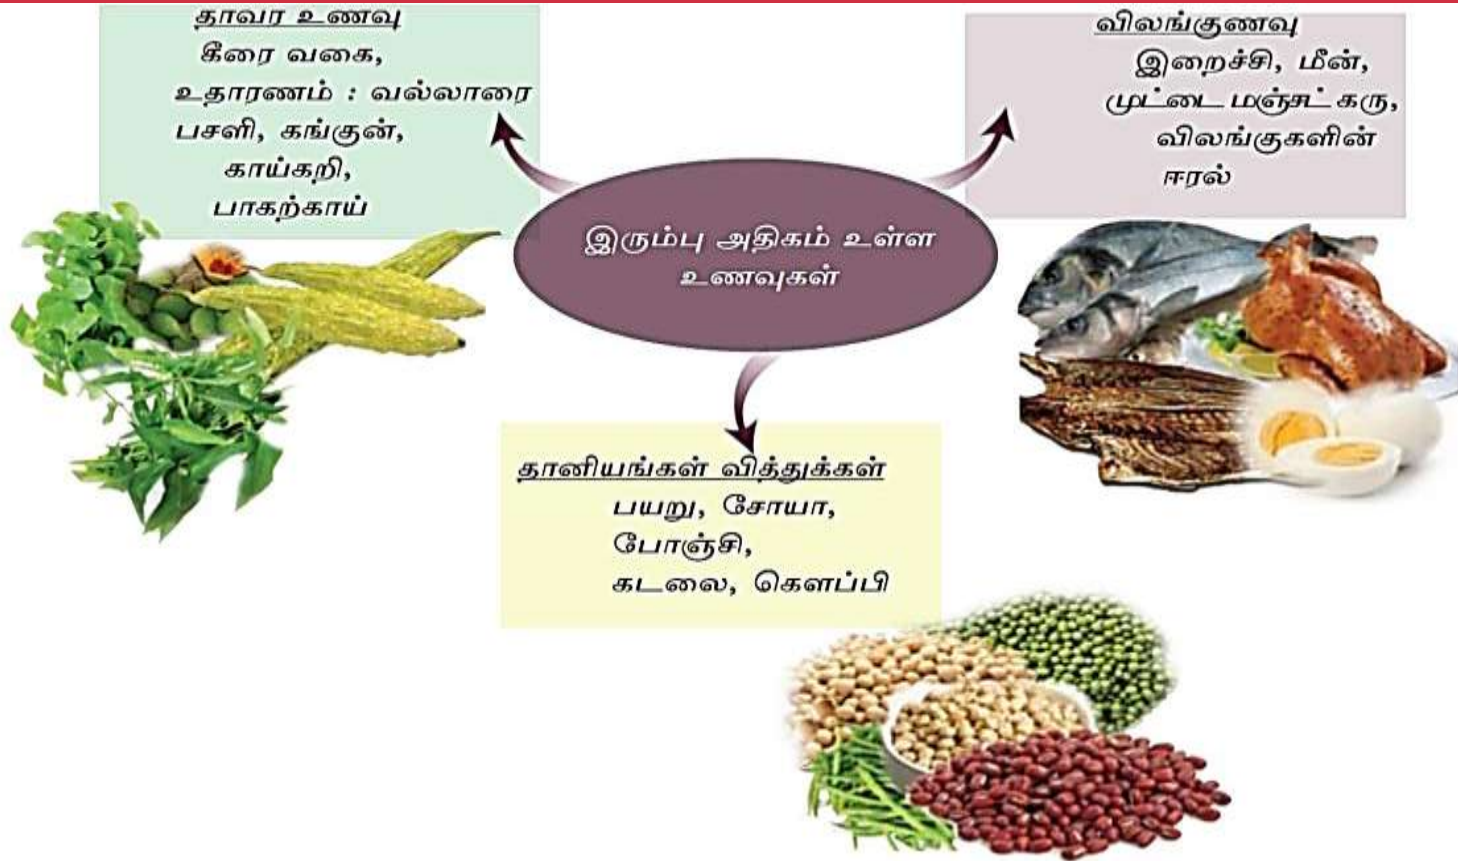 தாவர உணவு
கீரை வகை,
உதாரணம் : வல்லாரை
பசளி, கங்குன்,
காய்கறி,
பாகற்காய்
விலங்குணவு
இறைச்சி, மீன்,
முட்டை மஞ்சட் கரு,
விலங்குகளின்
ஈரல்
இரும்பு அதிகம் உள்ள
உணவுகள்
தானியங்கள் வித்துக்கள்
பயறு, சோயா,
போஞ்சி,
கடலை, கௌப்பி